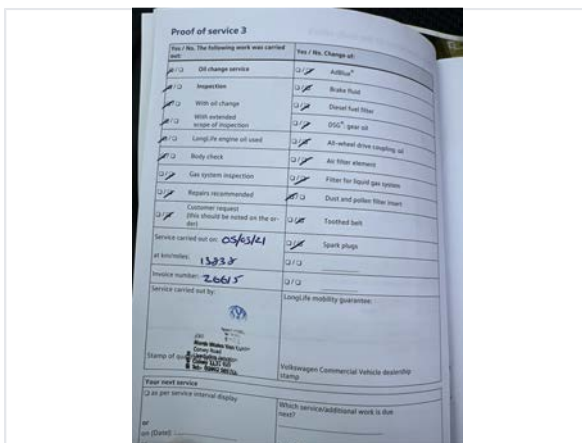 Proof of service 3
Yes / No. The following work was carried out:
Oil change service
Inspection
With oil change
With extended
scope of inspection
LongLife engine oil used
Body check
Gas system inspection
Repairs recommended
Customer request
(this should be noted on the or-
der)
Service carried out on: 05/03/21
at km/miles: 13838
Invoice number: 26615
Service carried out by:
Stamp of
Yes / No. Change of:
AdBlue®
Brake fluid
Diesel fuel filter
DSG®; gear oil
All-wheel drive coupling, oil
Air filter element
Filter for liquid gas system
Dust and pollen filter insert
Toothed belt
Spark plugs
LongLife mobility guarantee:
Volkswagen Commercial Vehicle dealership
stamp
Your next service
as per service interval display
or
on (Date):
Which service/additional work is due
next?